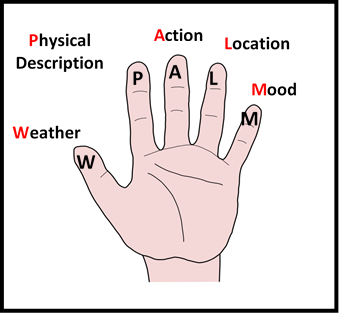 Physical
Description
Action
Location
Mood
Weather
W
P
A
L
M